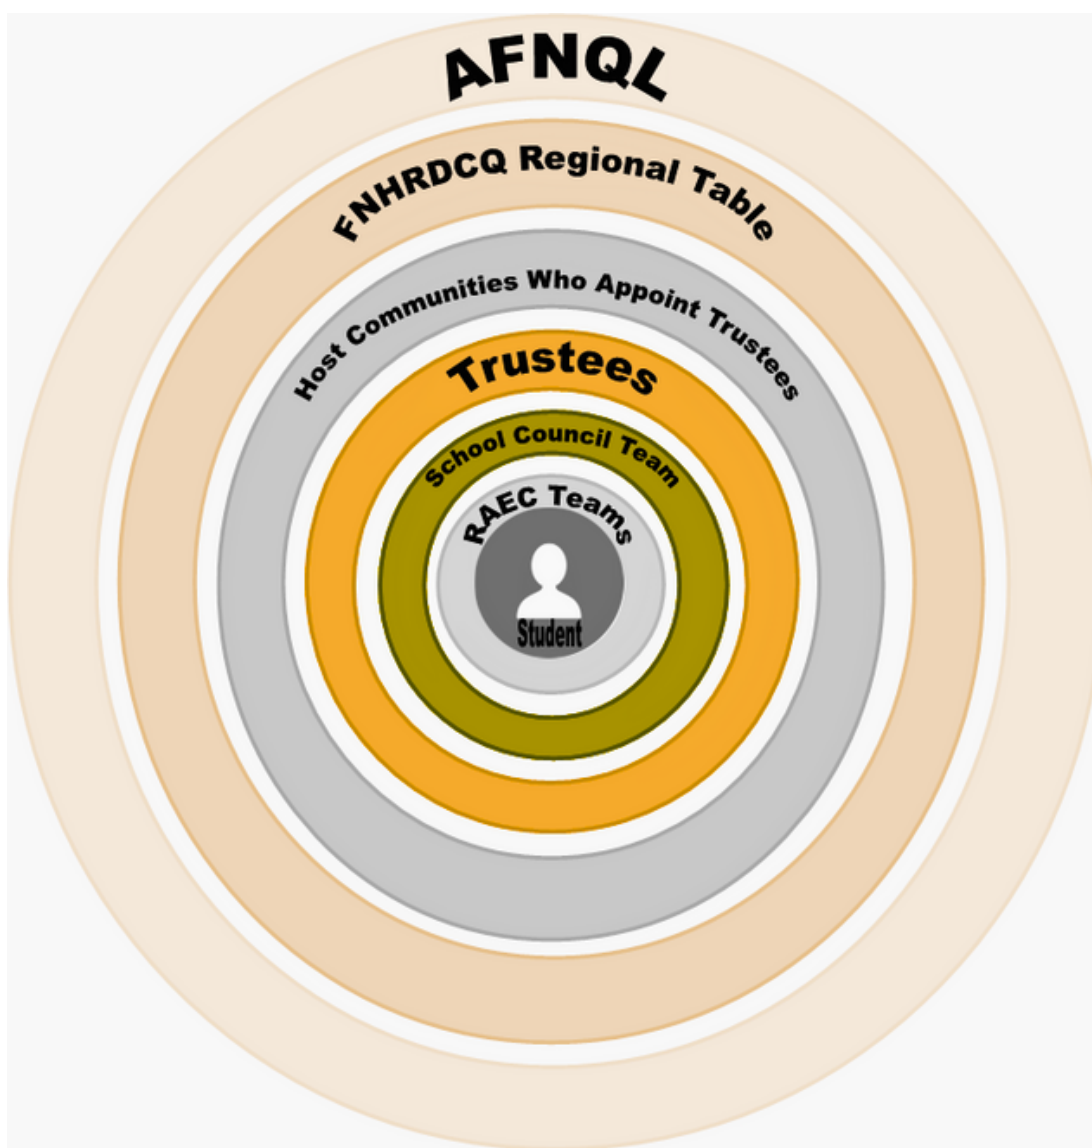 AFNQL
FNHRDCQ Regional Table
Host Communities Who Appoint Trustees
Trustees
School Council Team
RAEC Teams
Student